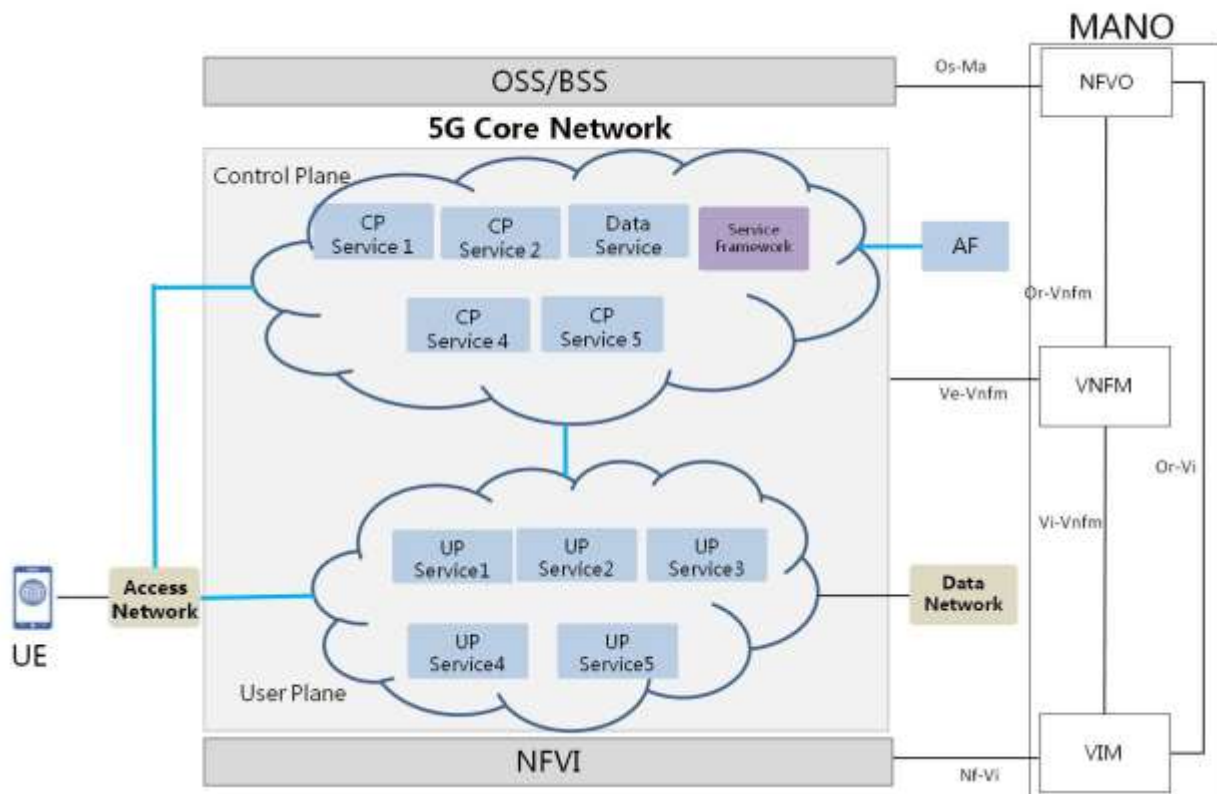 MANO
OSS/BSS
Os-Ma
NFVO
5G Core Network
Control Plane
CP
Service 1
CP
Service 2
Data
Service
Service
Framework
AF
Or-Vnfm
CP
Service 4
CP
Service 5
Ve-Vnfm
VNFM
Or-Vi
Vi-Vnfm
UP
Service1
UP
Service2
UP
Service3
Access
Network
Data
Network
UE
UP
Service4
UP
Service5
User Plane
NFVI
Nf-Vi
VIM